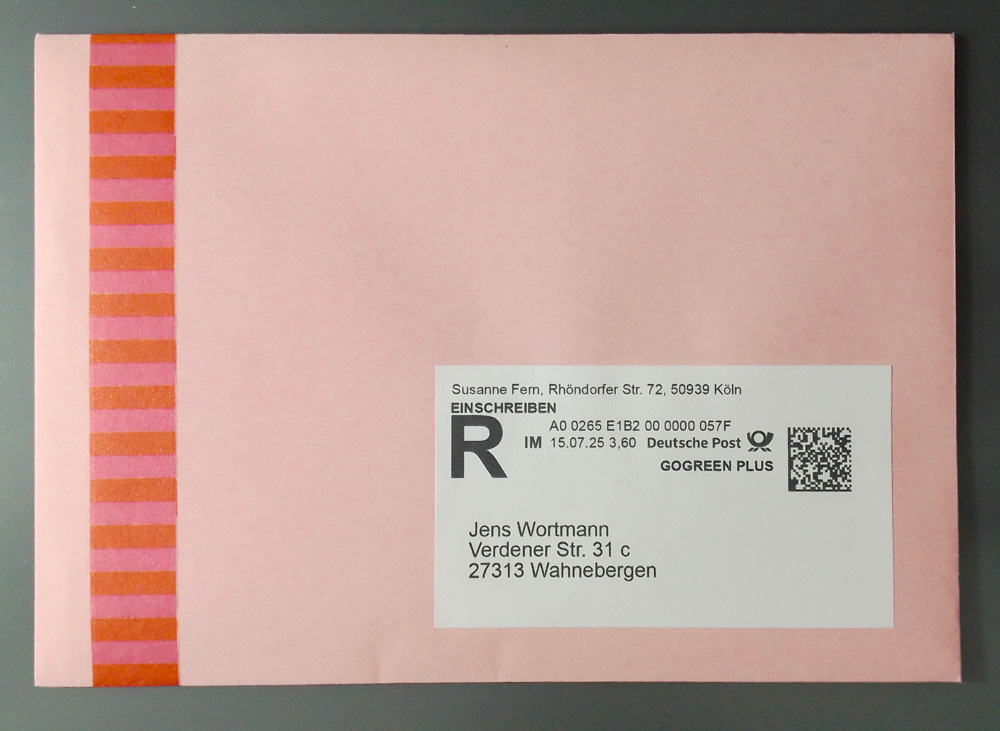 Susanne Fern, Rhöndorfer Str. 72, 50939 Köln
EINSCHREIBEN
R
A0 0265 E1B2 00 0000 057F
IM 15.07.25 3,60 Deutsche Post
GOGREEN PLUS
Jens Wortmann
Verdener Str. 31 c
27313 Wahnebergen